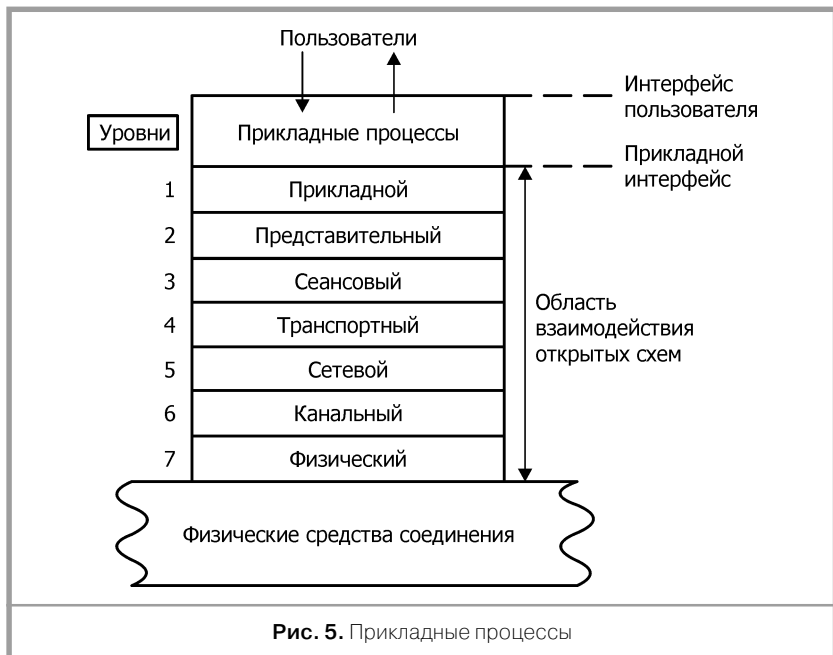 Пользователи
Интерфейс
пользователя
Уровни
Прикладные процессы
Прикладной
интерфейс
1 Прикладной
2 Представительный
3 Сеансовый
4 Транспортный
5 Сетевой
6 Канальный
7 Физический
Область
взаимодействия
открытых схем
Физические средства соединения
Рис. 5. Прикладные процессы